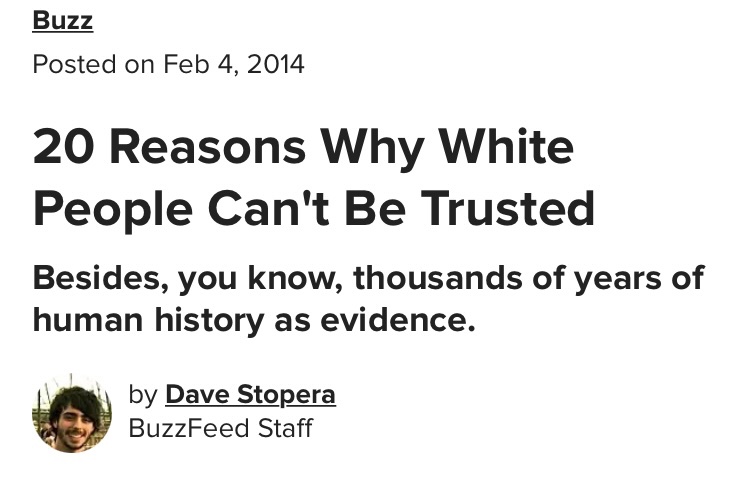 Buzz
Posted on Feb 4, 2014
20 Reasons Why White
People Can't Be Trusted
Besides, you know, thousands of years of
human history as evidence.
by Dave Stopera
BuzzFeed Staff